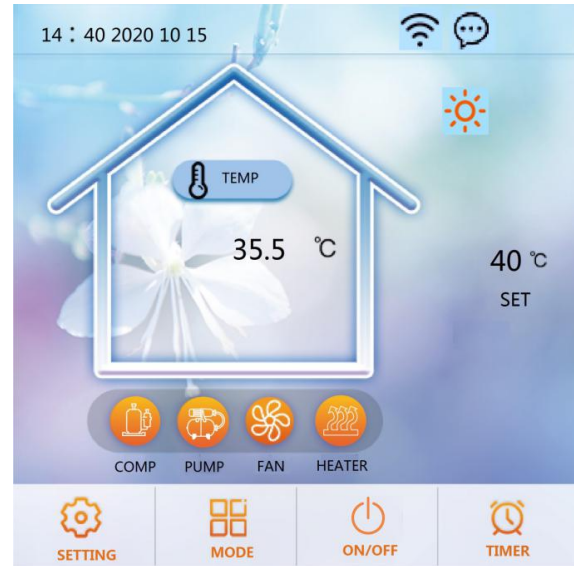 14：40 2020 10 15
TEMP
35.5 ℃
40 ℃
SET
COMP PUMP FAN HEATER
SETTING MODE ON/OFF TIMER